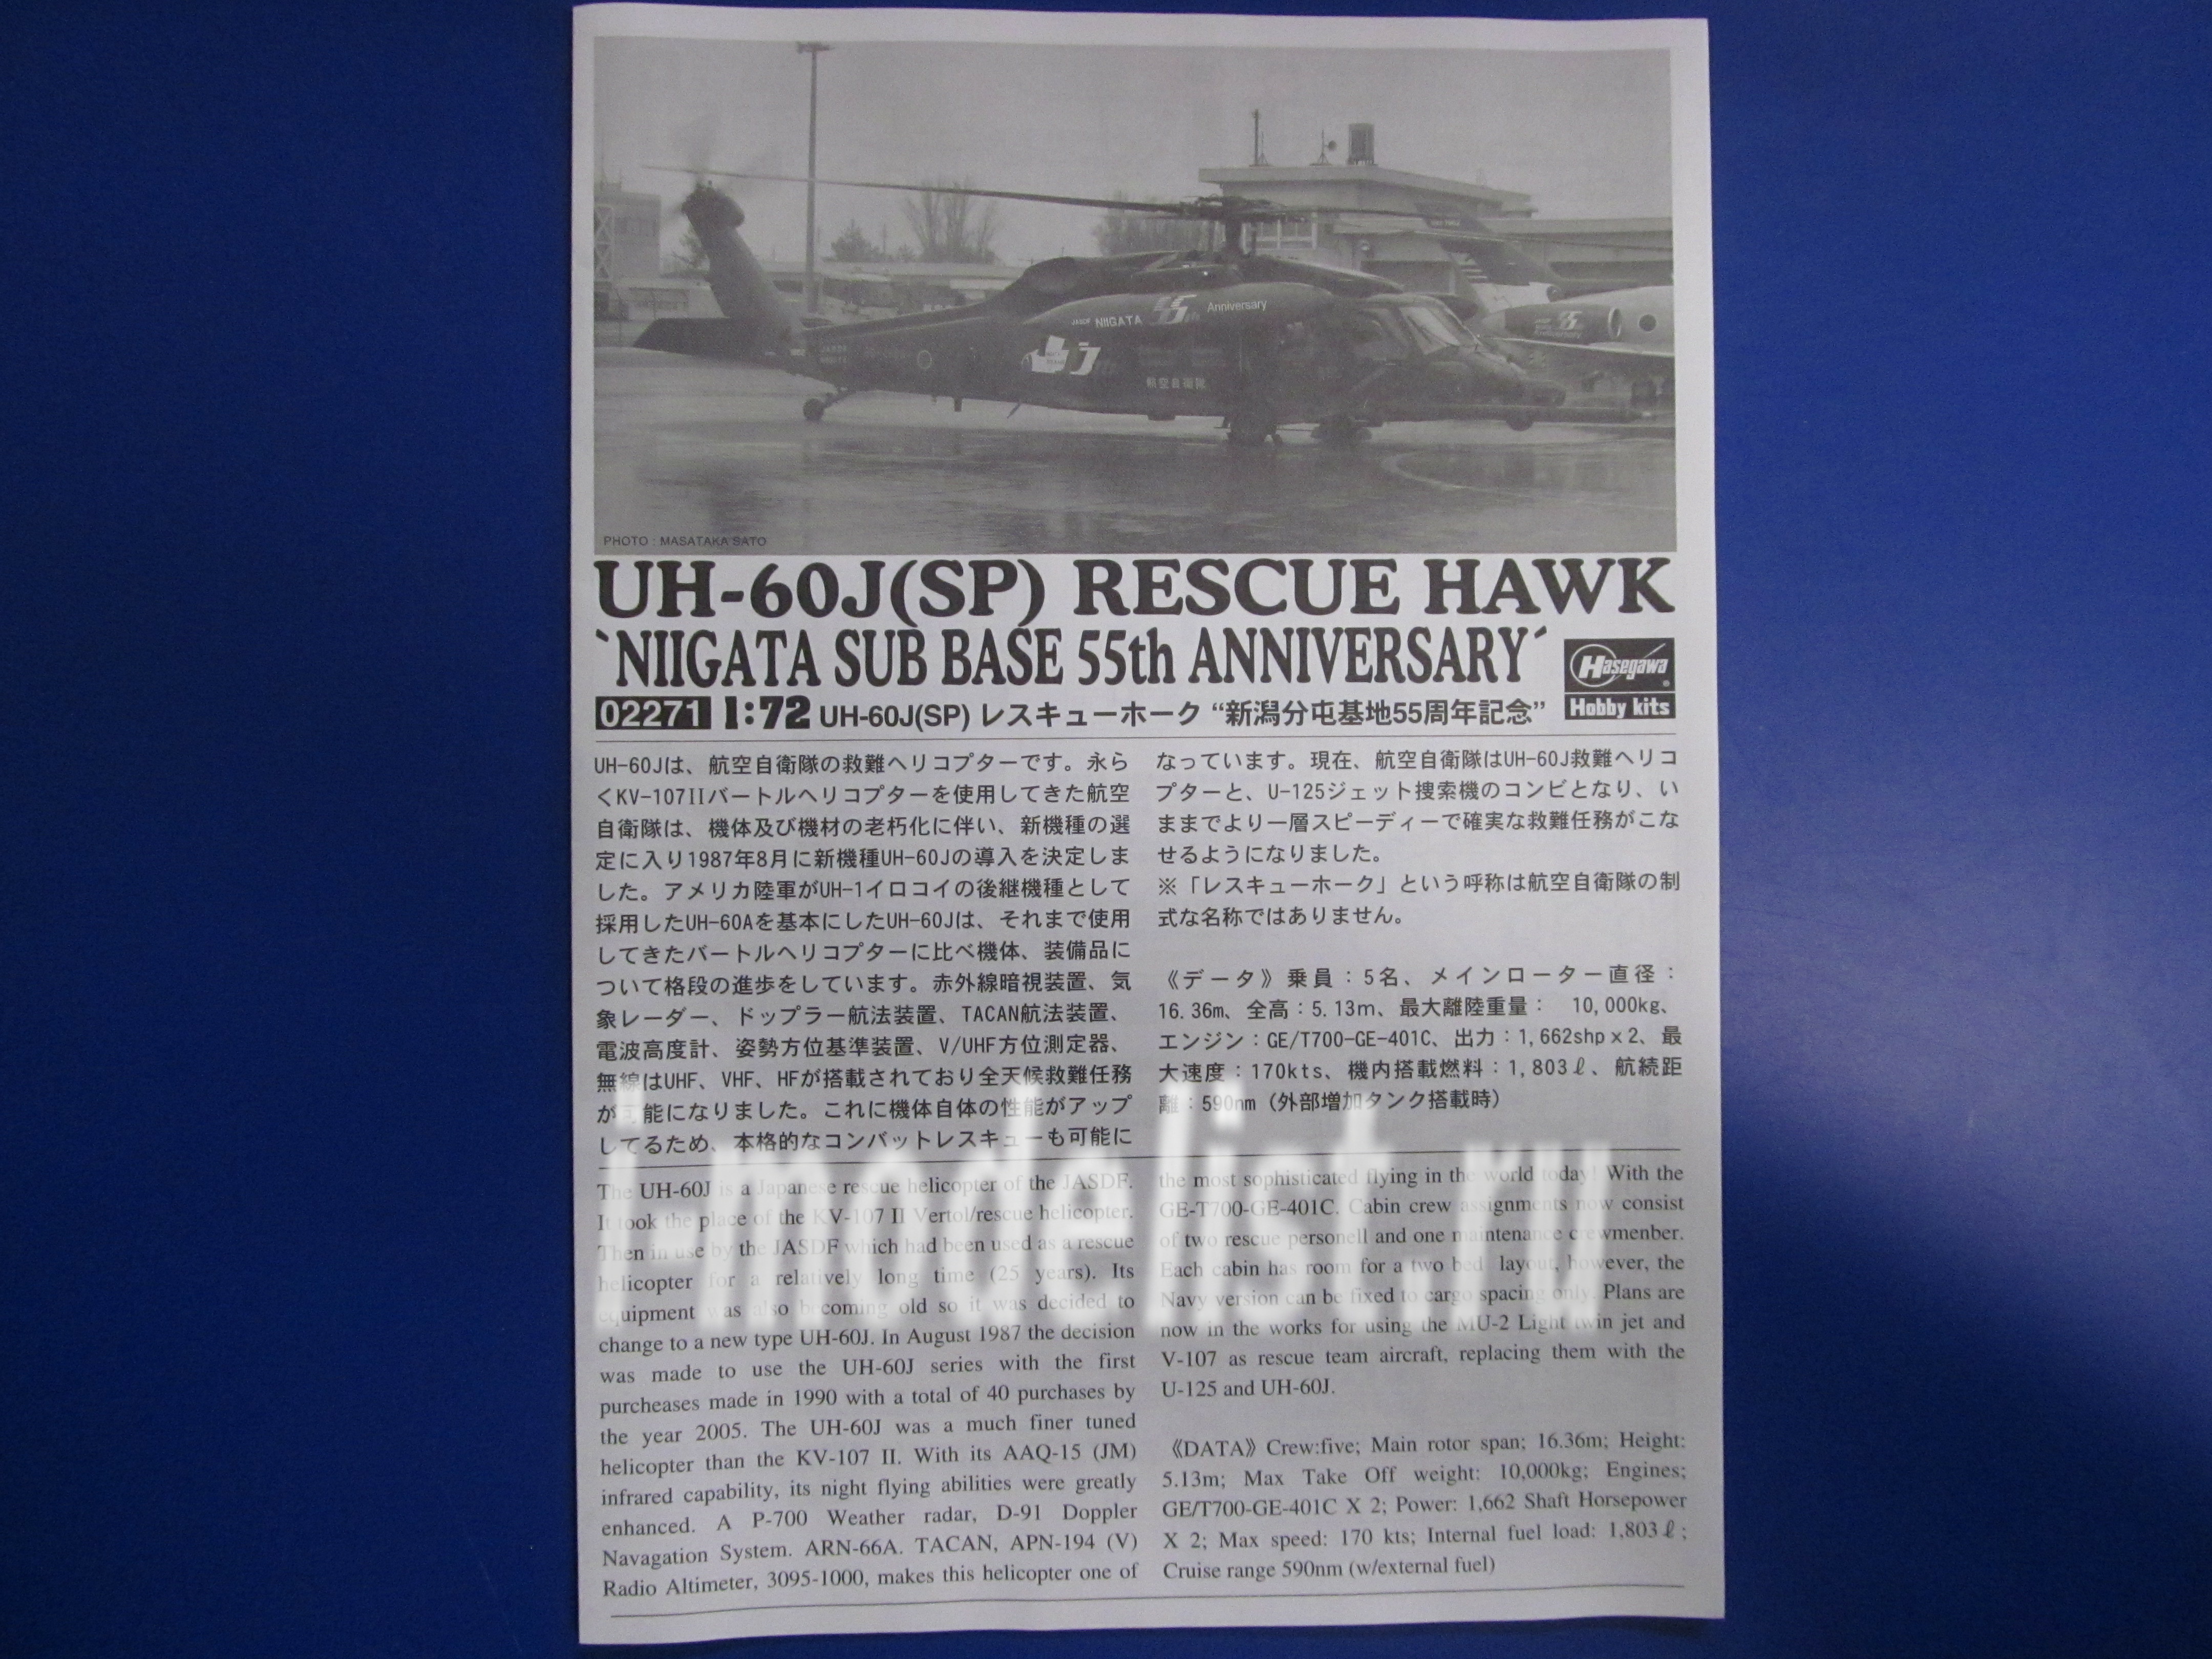 JASDF NIIGATA 55th Anniversary
航空自衛隊
PHOTO : MASATAKA SATO
UH-60J(SP) RESCUE HAWK
`NIIGATA SUB BASE 55th ANNIVERSARY´
Hasegawa
Hobby kits
02271 1:72 UH-60J(SP) レスキューホーク “新潟分屯基地55周年記念”
UH-60Jは、航空自衛隊の救難ヘリコプターです。永ら
くKV-107IIバートルヘリコプターを使用してきた航空
自衛隊は、機体及び機材の老朽化に伴い、新機種の選
定に入り1987年8月に新機種UH-60Jの導入を決定しま
した。アメリカ陸軍がUH-1イロコイの後継機種として
採用したUH-60Aを基本にしたUH-60Jは、それまで使用
してきたバートルヘリコプターに比べ機体、装備品に
ついて格段の進歩をしています。赤外線暗視装置、気
象レーダー、ドップラー航法装置、TACAN航法装置、
電波高度計、姿勢方位基準装置、V/UHF方位測定器、
無線はUHF、VHF、HFが搭載されており全天候救難任務
が可能になりました。これに機体自体の性能がアップ
してるため、本格的なコンバットレスキューも可能に
なっています。現在、航空自衛隊はUH-60J救難ヘリコ
プターと、U-125ジェット捜索機のコンビとなり、い
ままでより一層スピーディーで確実な救難任務がこな
せるようになりました。
※「レスキューホーク」という呼称は航空自衛隊の制
式な名称ではありません。
《データ》乗員：5名、メインローター直径：
16.36m、全高：5.13m、最大離陸重量： 10,000kg、
エンジン：GE/T700-GE-401C、出力：1,662shpｘ2、最
大速度：170kts、機内搭載燃料：1,803ℓ、航続距
離：590nm（外部増加タンク搭載時）
The UH-60J is a Japanese rescue helicopter of the JASDF.
It took the place of the KV-107 II Vertol/rescue helicopter.
Then in use by the JASDF which had been used as a rescue
helicopter for a relatively long time (25 years). Its
equipment was also becoming old so it was decided to
change to a new type UH-60J. In August 1987 the decision
was made to use the UH-60J series with the first
purcheases made in 1990 with a total of 40 purchases by
the year 2005. The UH-60J was a much finer tuned
helicopter than the KV-107 II. With its AAQ-15 (JM)
infrared capability, its night flying abilities were greatly
enhanced. A P-700 Weather radar, D-91 Doppler
Navagation System. ARN-66A. TACAN, APN-194 (V)
Radio Altimeter, 3095-1000, makes this helicopter one of
the most sophisticated flying in the world today! With the
GE-T700-GE-401C. Cabin crew assignments now consist
of two rescue personell and one maintenance crewmenber.
Each cabin has room for a two bed layout, however, the
Navy version can be fixed to cargo spacing only. Plans are
now in the works for using the MU-2 Light twin jet and
V-107 as rescue team aircraft, replacing them with the
U-125 and UH-60J.
《DATA》Crew:five; Main rotor span; 16.36m; Height:
5.13m; Max Take Off weight: 10,000kg; Engines;
GE/T700-GE-401C X 2; Power: 1,662 Shaft Horsepower
X 2; Max speed: 170 kts; Internal fuel load: 1,803ℓ;
Cruise range 590nm (w/external fuel)
i-modelist.ru